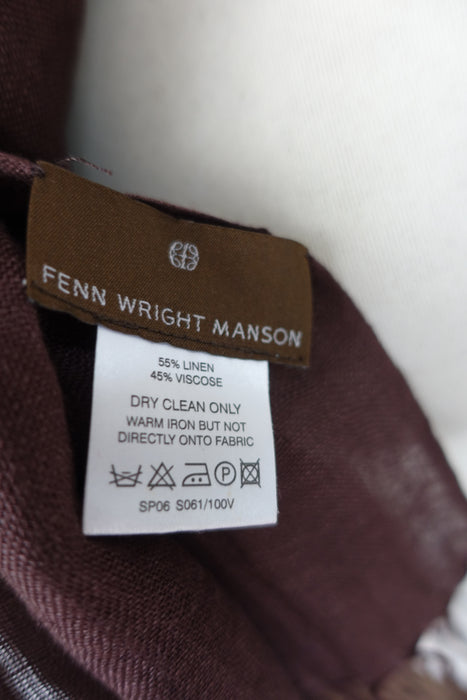 FENN WRIGHT MANSON
55% LINEN
45% VISCOSE
DRY CLEAN ONLY
WARM IRON BUT NOT
DIRECTLY ONTO FABRIC
P
SP06 S061/100V